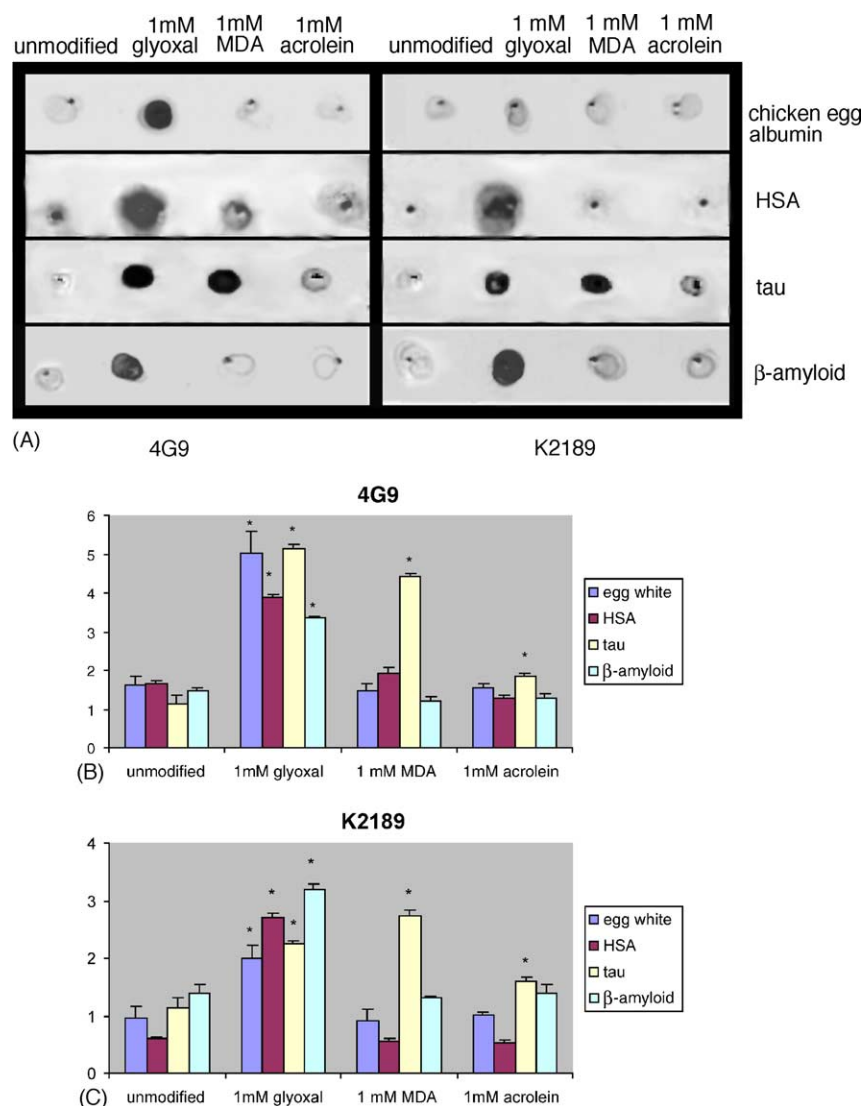 unmodified 1mM glyoxal 1mM MDA 1mM acrolein
unmodified 1 mM glyoxal 1 mM MDA 1 mM acrolein
chicken egg albumin
HSA
tau
β-amyloid
(A)
4G9
K2189
4G9
6
5
4
3
2
1
0
* * * * * *
unmodified 1mM glyoxal 1 mM MDA 1mM acrolein
egg white
HSA
tau
β-amyloid
(B)
K2189
4
3
2
1
0
* * * * * *
unmodified 1mM glyoxal 1 mM MDA 1mM acrolein
egg white
HSA
tau
β-amyloid
(C)